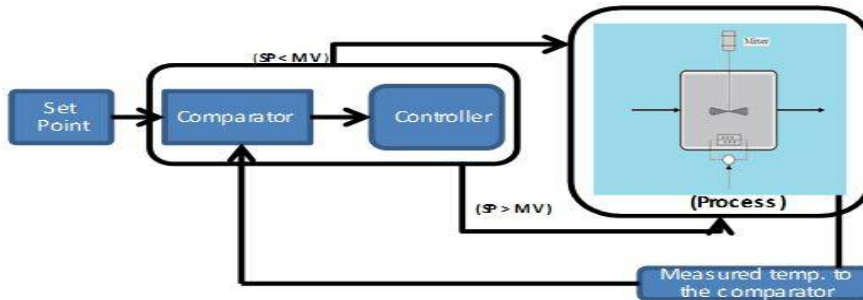 (SP < MV)
Set
Point
Comparator
Controller
Motor
(Process)
(SP > MV)
Measured temp. to
the comparator